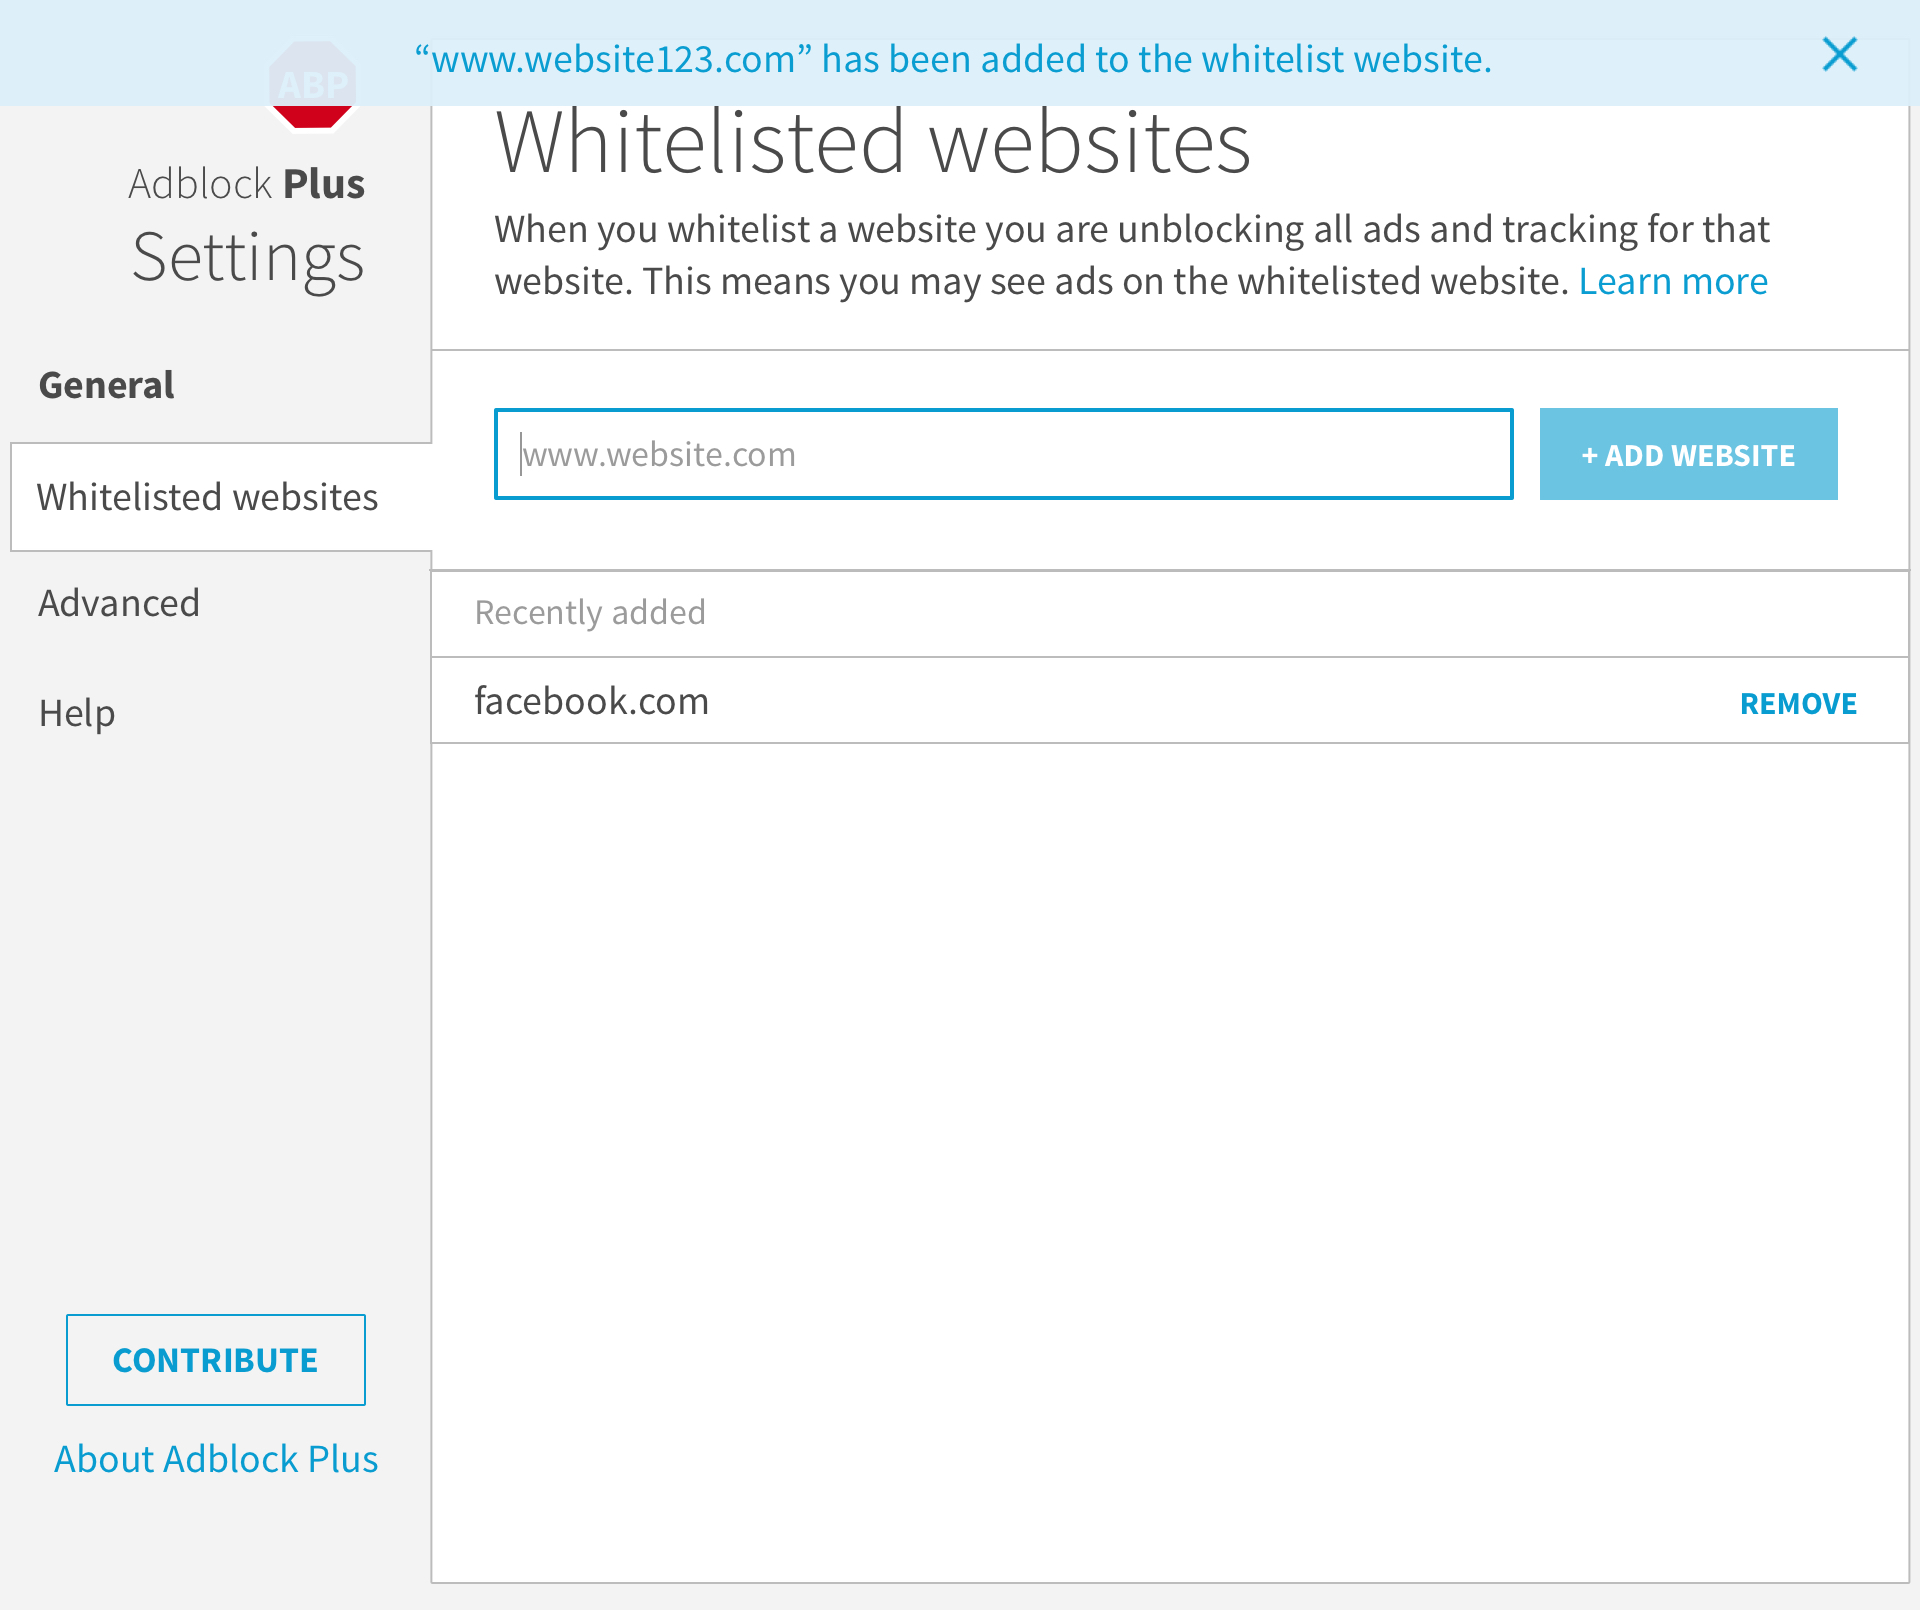 “www.website123.com” has been added to the whitelist website.
ABP
Adblock Plus
Settings
General
Whitelisted websites
Advanced
Help
CONTRIBUTE
About Adblock Plus
Whitelisted websites
When you whitelist a website you are unblocking all ads and tracking for that
website. This means you may see ads on the whitelisted website. Learn more
www.website.com
+ ADD WEBSITE
Recently added
facebook.com
REMOVE